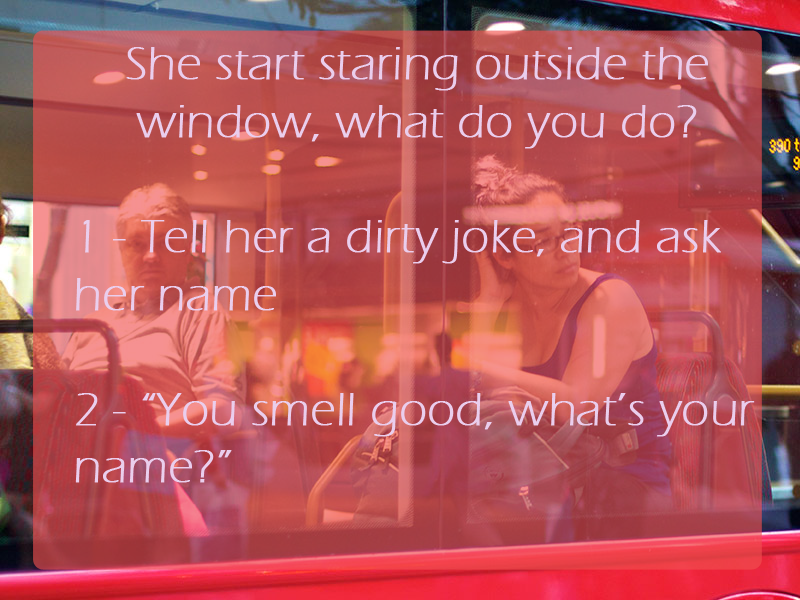 She start staring outside the
window, what do you do?
1 - Tell her a dirty joke, and ask
her name
2 - “You smell good, what’s your
name?”
390 t